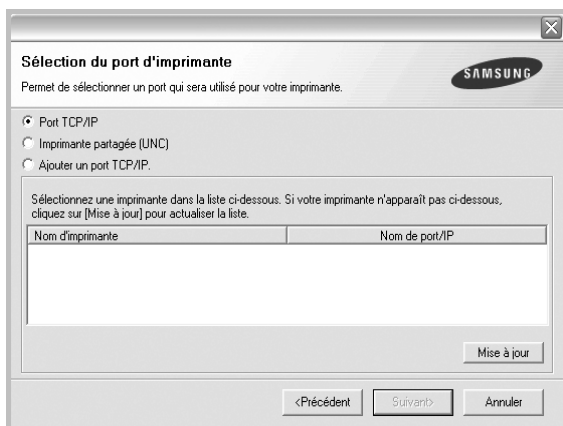 Sélection du port d'imprimante
Permet de sélectionner un port qui sera utilisé pour votre imprimante.
SAMSUNG
Port TCP/IP
Imprimante partagée (UNC)
Ajouter un port TCP/IP.
Sélectionnez une imprimante dans la liste ci-dessous. Si votre imprimante n'apparaît pas ci-dessous,
cliquez sur [Mise à jour] pour actualiser la liste.
Nom d'imprimante Nom de port/IP
Mise à jour
<Précédent Suivant> Annuler